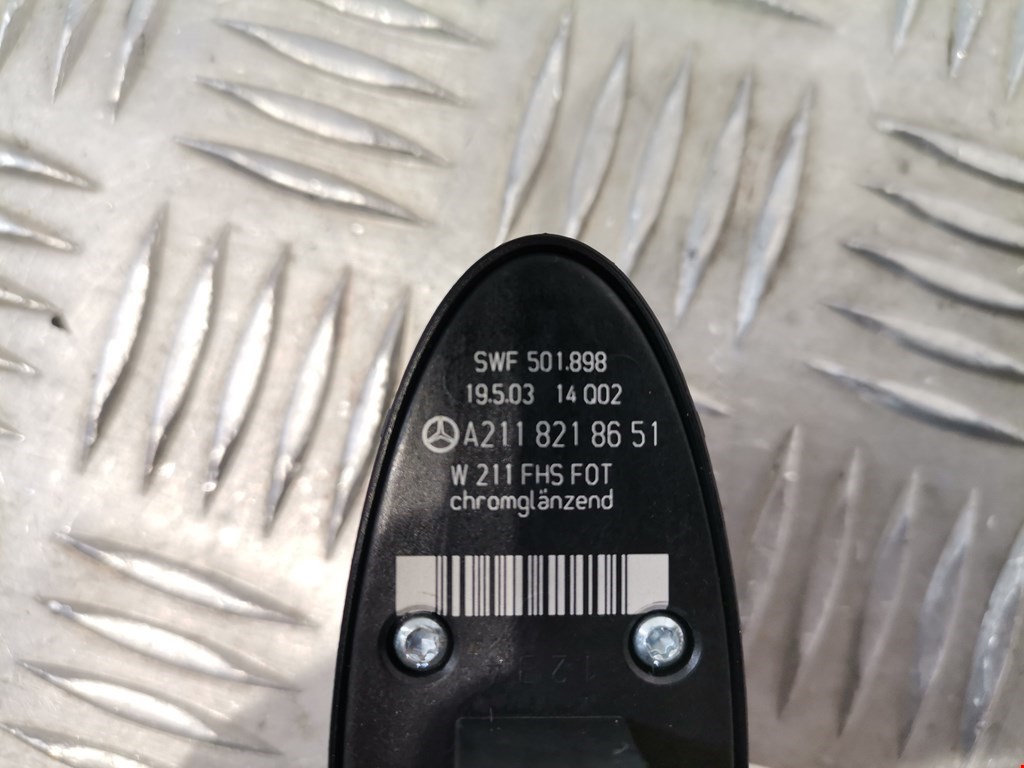 SWF 501.898
19.5.03 14 Q02
A211 821 86 51
W 211 FHS FOT
chromglänzend